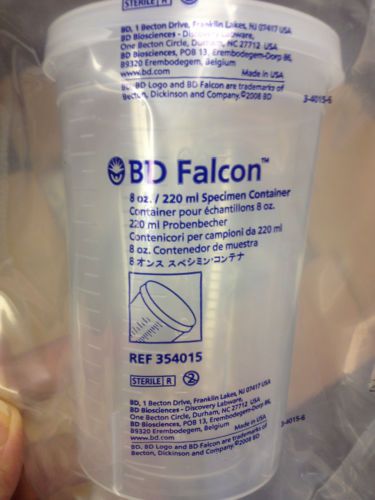 STERILE R 2
BD, 1 Becton Drive, Franklin Lakes, NJ 07417 USA
BD Biosciences - Discovery Labware,
One Becton Circle, Durham, NC 27712 USA
BD Biosciences, POB 13, Erembodegem-Dorp 86,
B9320 Erembodegem, Belgium
www.bd.com Made in USA
BD, BD Logo and BD Falcon are trademarks of
Becton, Dickinson and Company.©2008 BD
3-4015-6
BD Falcon™
8 oz. / 220 ml Specimen Container
Container pour échantillons 8 oz.
220 ml Probenbecher
Contenicori per campioni da 220 ml
8 oz. Contenedor de muestra
8 オンス スペシミン・コンテナ
REF 354015
STERILE R 2
BD, 1 Becton Drive, Franklin Lakes, NJ 07417 USA
BD Biosciences - Discovery Labware,
One Becton Circle, Durham, NC 27712 USA
BD Biosciences, POB 13, Erembodegem-Dorp 86,
B9320 Erembodegem, Belgium
www.bd.com Made in USA
BD, BD Logo and BD Falcon are trademarks of
Becton, Dickinson and Company.©2008 BD
3-4015-6